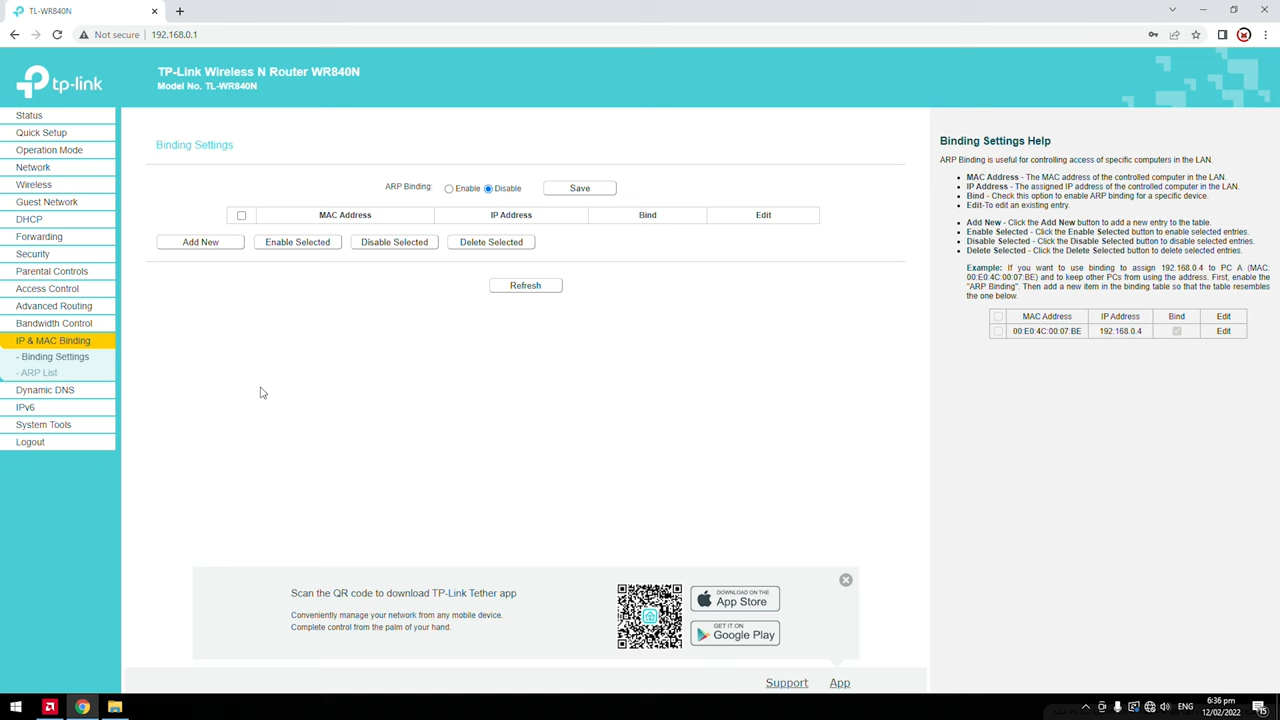 TL-WR840N
Not secure
192.168.0.1
tp-link
TP-Link Wireless N Router WR840N
Model No. TL-WR840N
Status
Quick Setup
Operation Mode
Network
Wireless
Guest Network
DHCP
Forwarding
Security
Parental Controls
Access Control
Advanced Routing
Bandwidth Control
IP & MAC Binding
- Binding Settings
- ARP List
Dynamic DNS
IPv6
System Tools
Logout
Binding Settings
ARP Binding: Enable Disable Save
MAC Address IP Address Bind Edit
Add New Enable Selected Disable Selected Delete Selected
Refresh
Binding Settings Help
ARP Binding is useful for controlling access of specific computers in the LAN.
MAC Address - The MAC address of the controlled computer in the LAN.
IP Address - The assigned IP address of the controlled computer in the LAN.
Bind - Check this option to enable ARP binding for a specific device.
Edit-To edit an existing entry.
Add New - Click the Add New button to add a new entry to the table.
Enable Selected - Click the Enable Selected button to enable selected entries.
Disable Selected - Click the Disable Selected button to disable selected entries.
Delete Selected - Click the Delete Selected button to delete selected entries.
Example: If you want to use binding to assign 192.168.0.4 to PC A (MAC:
00:E0:4C:00:07:BE) and to keep other PCs from using the address. First, enable the
"ARP Binding". Then add a new item in the binding table so that the table resembles
the one below.
MAC Address IP Address Bind Edit
00:E0:4C:00:07:BE 192.168.0.4 Edit
Scan the QR code to download TP-Link Tether app
Conveniently manage your network from any mobile device.
Complete control from the palm of your hand.
DOWNLOAD ON THE
App Store
GET IT ON
Google Play
Support App
ENG
6:36 pm
12/02/2022
15